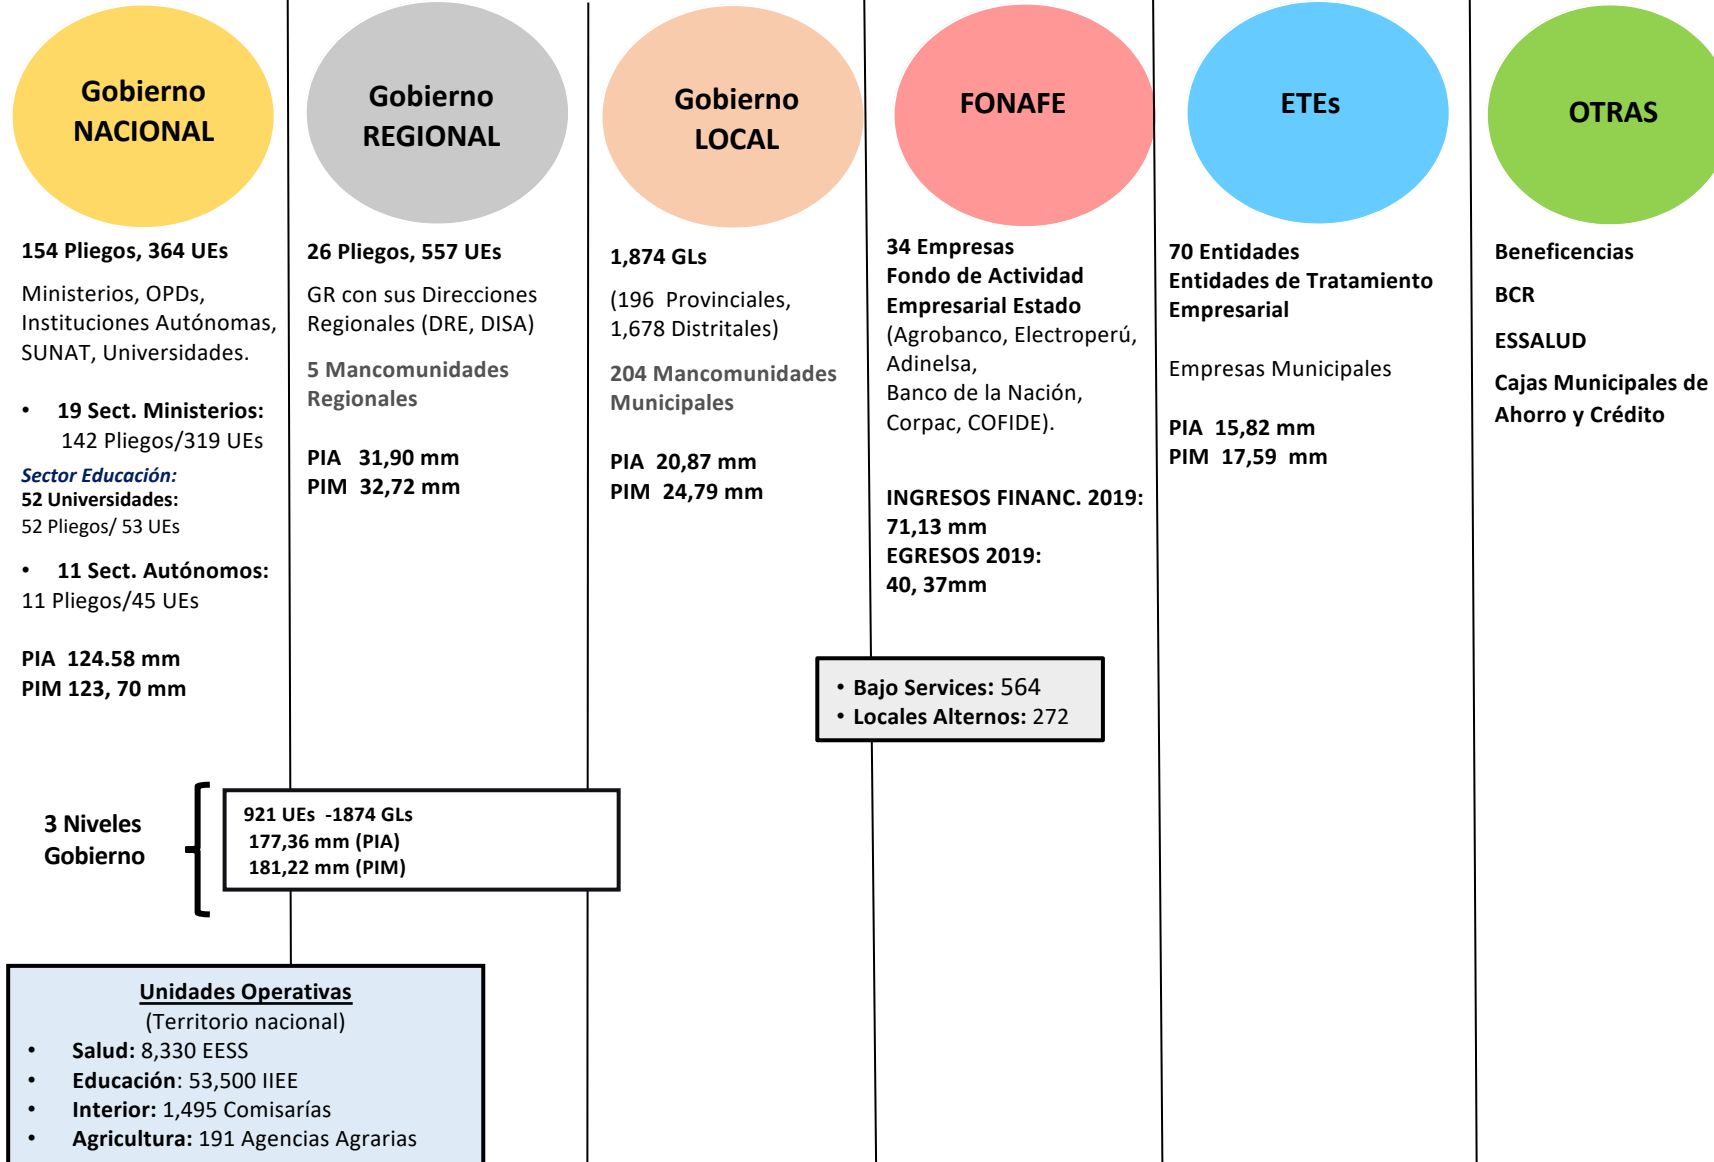 Gobierno
NACIONAL
154 Pliegos, 364 UEs
Ministerios, OPDs,
Instituciones Autónomas,
SUNAT, Universidades.
• 19 Sect. Ministerios:
142 Pliegos/319 UEs
Sector Educación:
52 Universidades:
52 Pliegos/ 53 UEs
• 11 Sect. Autónomos:
11 Pliegos/45 UEs
PIA 124.58 mm
PIM 123, 70 mm
Gobierno
REGIONAL
26 Pliegos, 557 UEs
GR con sus Direcciones
Regionales (DRE, DISA)
5 Mancomunidades
Regionales
PIA 31,90 mm
PIM 32,72 mm
Gobierno
LOCAL
1,874 GLs
(196 Provinciales,
1,678 Distritales)
204 Mancomunidades
Municipales
PIA 20,87 mm
PIM 24,79 mm
FONAFE
34 Empresas
Fondo de Actividad
Empresarial Estado
(Agrobanco, Electroperú,
Adinelsa,
Banco de la Nación,
Corpac, COFIDE).
INGRESOS FINANC. 2019:
71,13 mm
EGRESOS 2019:
40, 37mm
ETEs
70 Entidades
Entidades de Tratamiento
Empresarial
Empresas Municipales
PIA 15,82 mm
PIM 17,59 mm
OTRAS
Beneficencias
BCR
ESSALUD
Cajas Municipales de
Ahorro y Crédito
• Bajo Services: 564
• Locales Alternos: 272
3 Niveles
Gobierno
921 UEs -1874 GLs
177,36 mm (PIA)
181,22 mm (PIM)
Unidades Operativas
(Territorio nacional)
• Salud: 8,330 EESS
• Educación: 53,500 IIEE
• Interior: 1,495 Comisarías
• Agricultura: 191 Agencias Agrarias